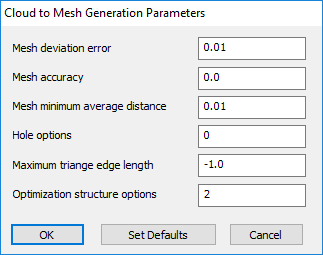 Cloud to Mesh Generation Parameters
Mesh deviation error 0.01
Mesh accuracy 0.0
Mesh minimum average distance 0.01
Hole options 0
Maximum triange edge length -1.0
Optimization structure options 2
OK Set Defaults Cancel